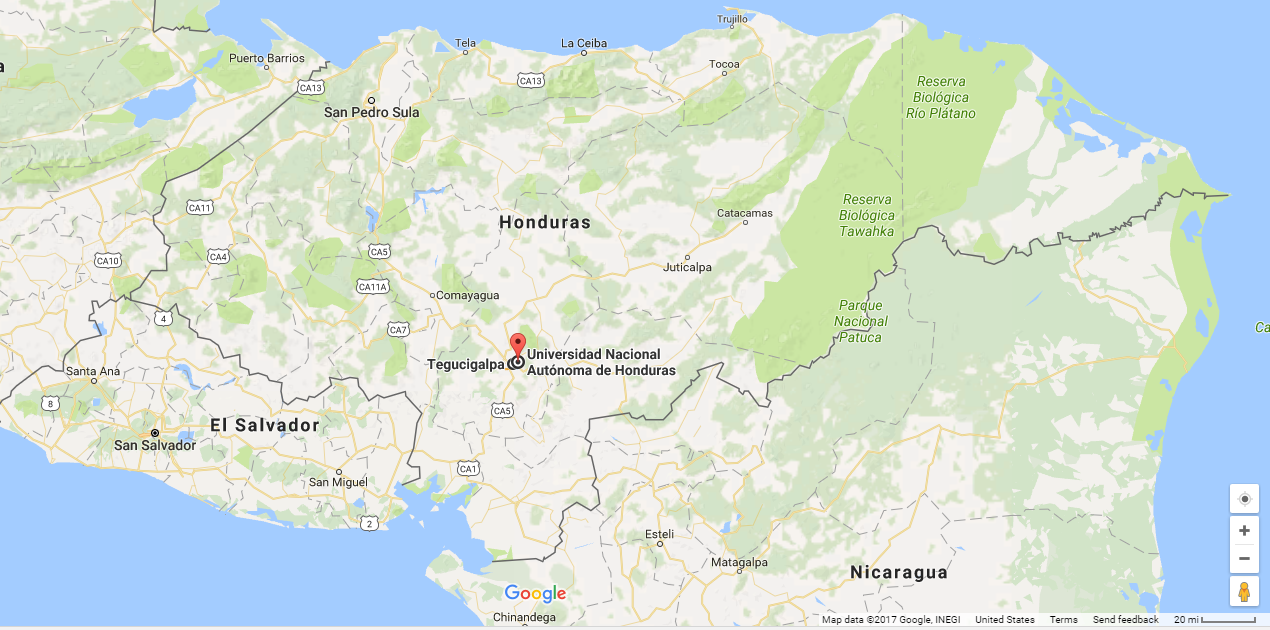 Trujillo
Tela
La Ceiba
Puerto Barrios
Tocoa
CA13
CA13
Reserva
Biológica
Río Plátano
San Pedro Sula
CA11
Reserva
Biológica
Tawahka
Catacamas
Honduras
CA5
CA4
CA10
Juticalpa
CA11A
Comayagua
Parque
Nacional
Patuca
4
CA7
Universidad Nacional
Autónoma de Honduras
Tegucigalpa
Santa Ana
8
CA5
El Salvador
San Salvador
CA1
San Miguel
2
Esteli
Matagalpa
Nicaragua
Google
Chinandega
Map data ©2017 Google, INEGI United States Terms Send feedback 20 mi